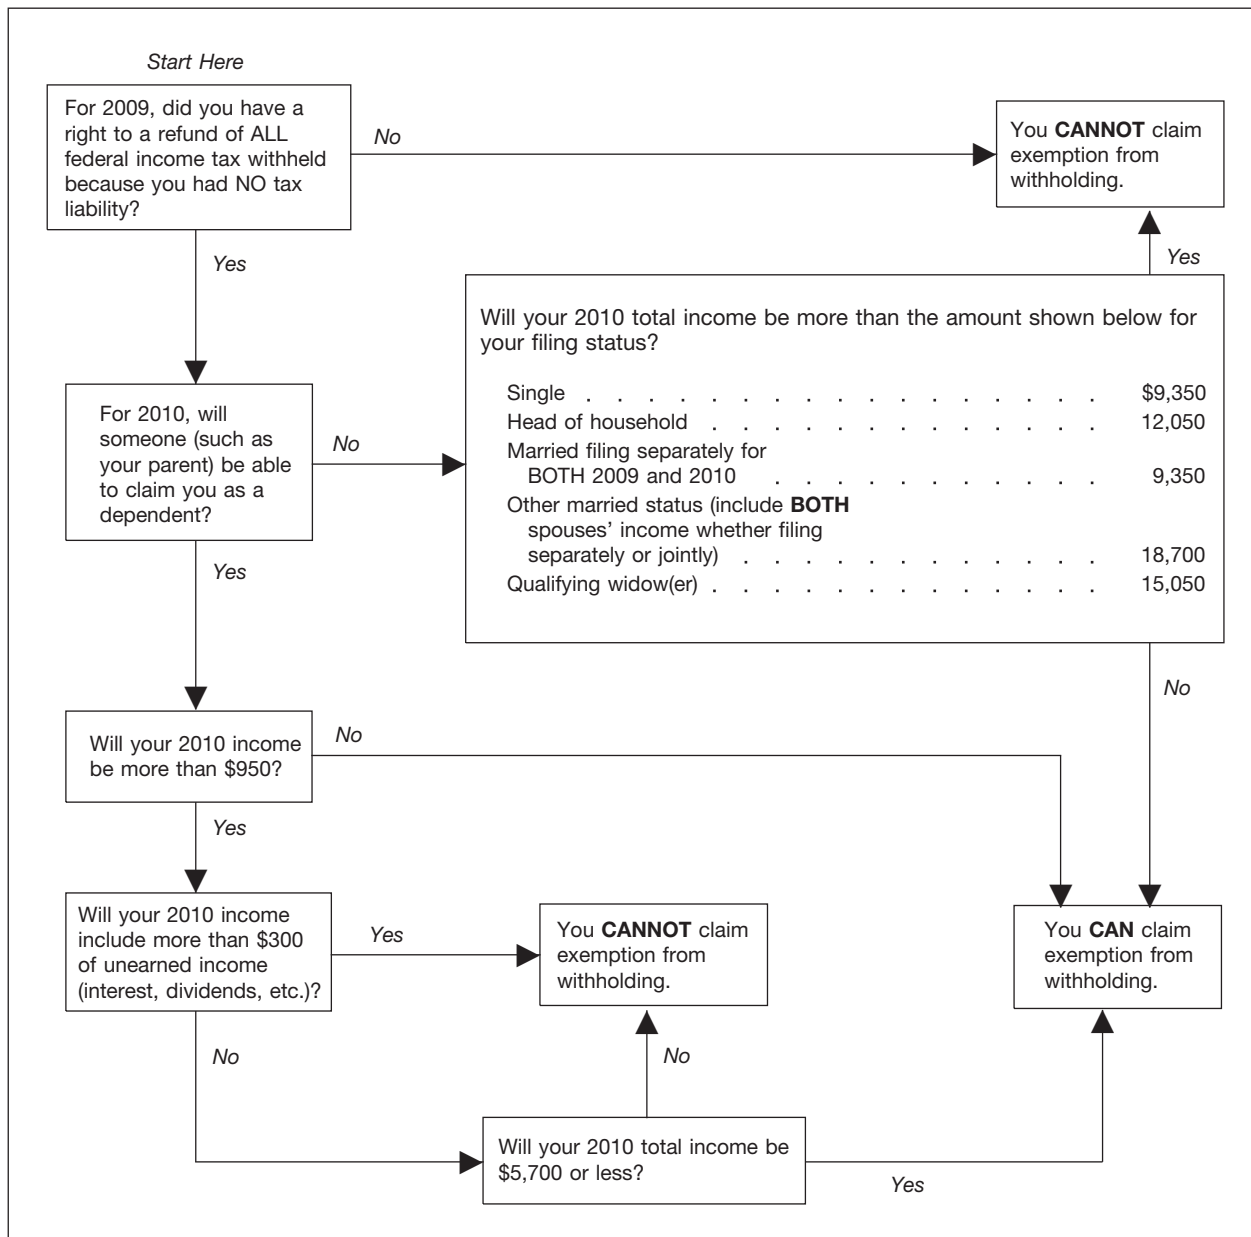 Start Here
For 2009, did you have a
right to a refund of ALL
federal income tax withheld
because you had NO tax
liability?
No
You CANNOT claim
exemption from
withholding.
Yes
Yes
Will your 2010 total income be more than the amount shown below for
your filing status?
Single . . . . . . . . . . . . . . . . . $9,350
Head of household . . . . . . . . . . . . . 12,050
Married filing separately for
BOTH 2009 and 2010 . . . . . . . . . . . 9,350
Other married status (include BOTH
spouses’ income whether filing
separately or jointly) . . . . . . . . . . . . 18,700
Qualifying widow(er) . . . . . . . . . . . . . 15,050
For 2010, will
someone (such as
your parent) be able
to claim you as a
dependent?
No
Yes
No
Will your 2010 income
be more than $950?
No
Yes
Will your 2010 income
include more than $300
of unearned income
(interest, dividends, etc.)?
Yes
You CANNOT claim
exemption from
withholding.
You CAN claim
exemption from
withholding.
No
No
Will your 2010 total income be
$5,700 or less?
Yes